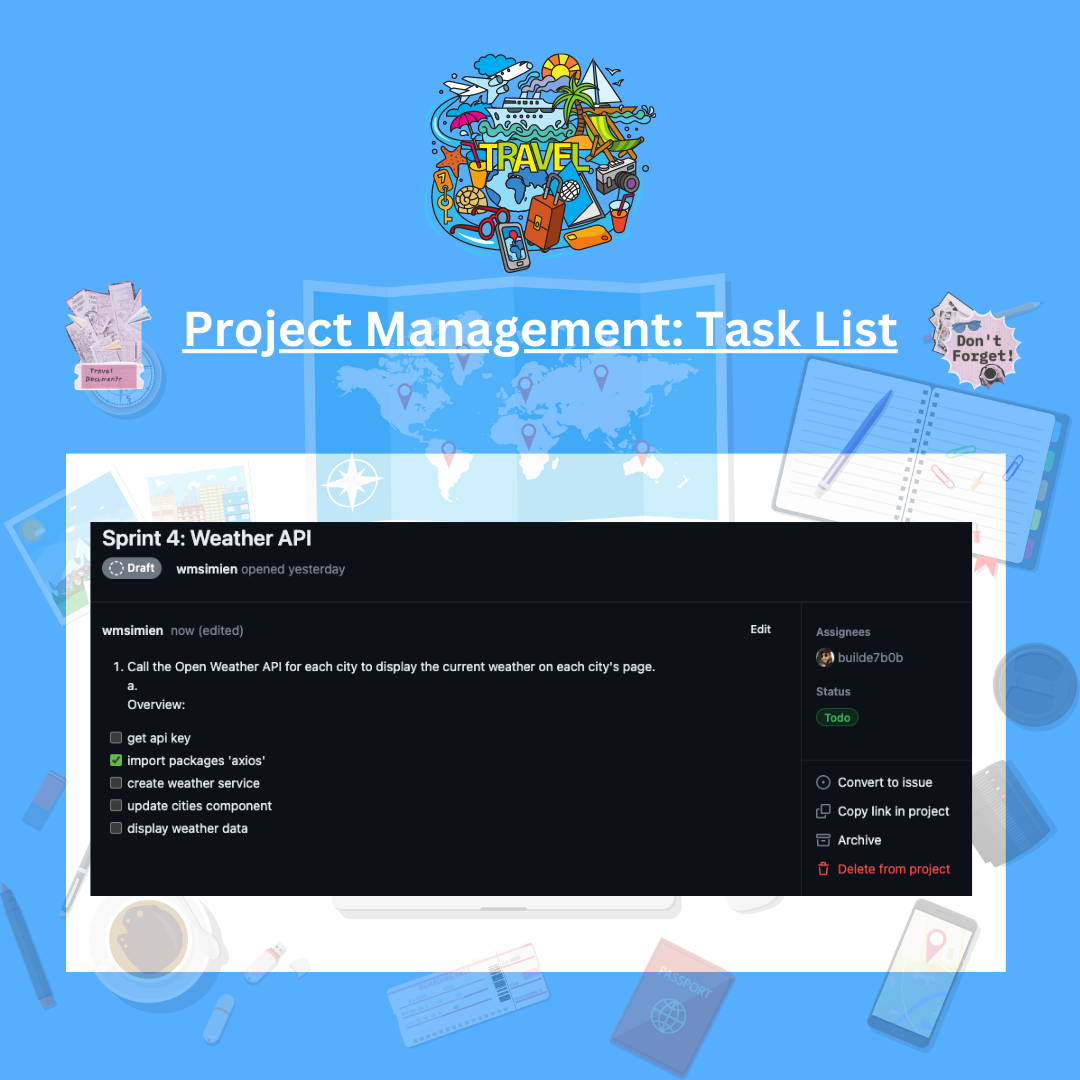 TRAVEL
7
Project Management: Task List
Travel
Documentr
Don't
Forget!
Sprint 4: Weather API
Draft
wmsimien opened yesterday
wmsimien now (edited)
Edit
1. Call the Open Weather API for each city to display the current weather on each city's page.
a.
Overview:
get api key
import packages 'axios'
create weather service
update cities component
display weather data
Assignees
builde7b0b
Status
Todo
Convert to issue
Copy link in project
Archive
Delete from project
PASSPORT